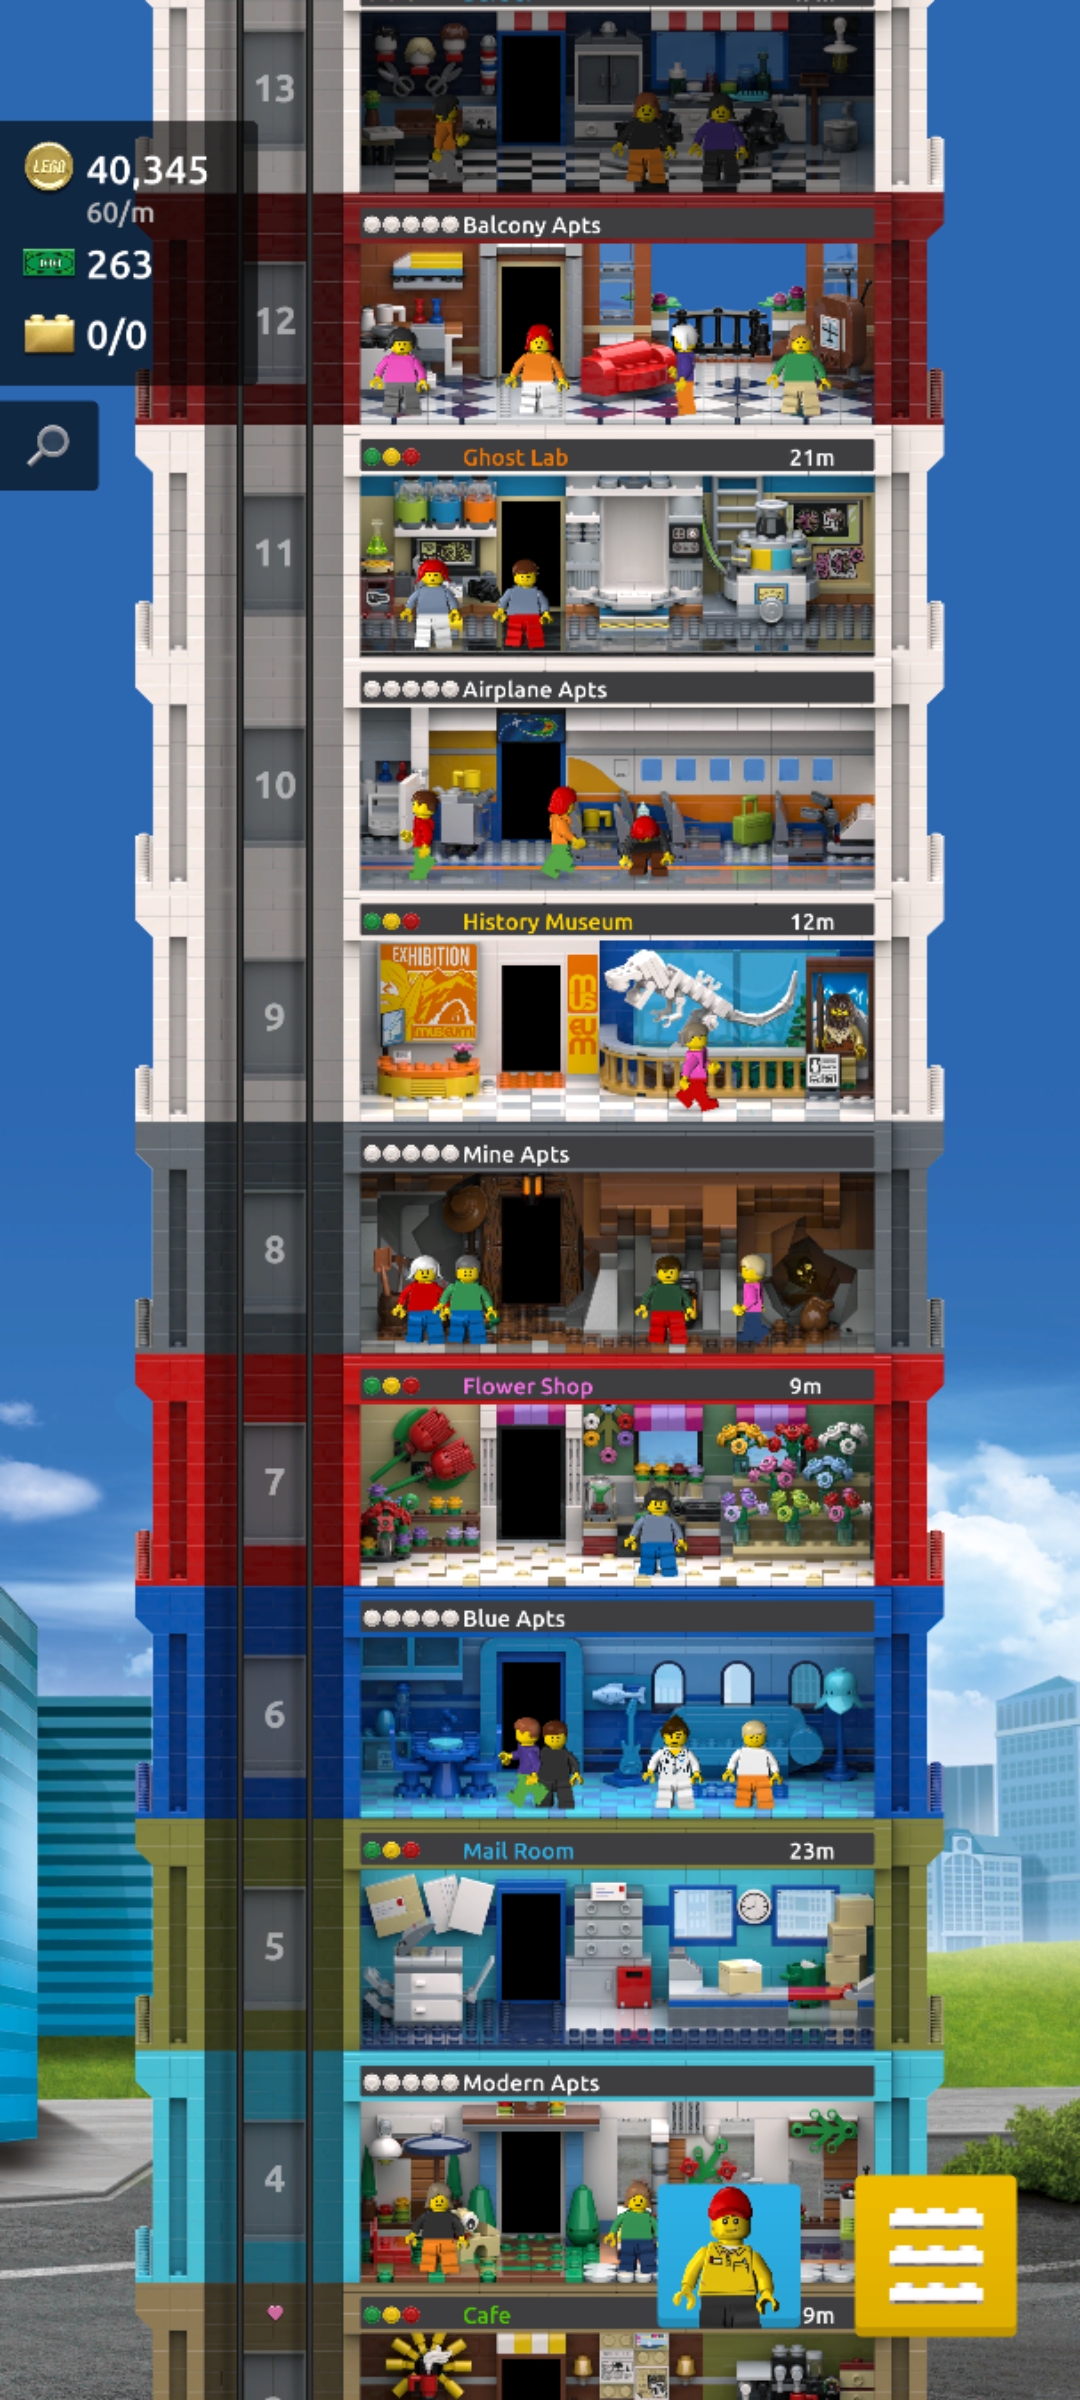 13
LEGO
40,345
60/m
263
0/0
Balcony Apts
12
Ghost Lab 21m
11
Airplane Apts
10
History Museum 12m
EXHIBITION
MUSEUM
MUSEUM
9
Mine Apts
8
Flower Shop 9m
7
Blue Apts
6
Mail Room 23m
5
Modern Apts
4
Cafe 9m